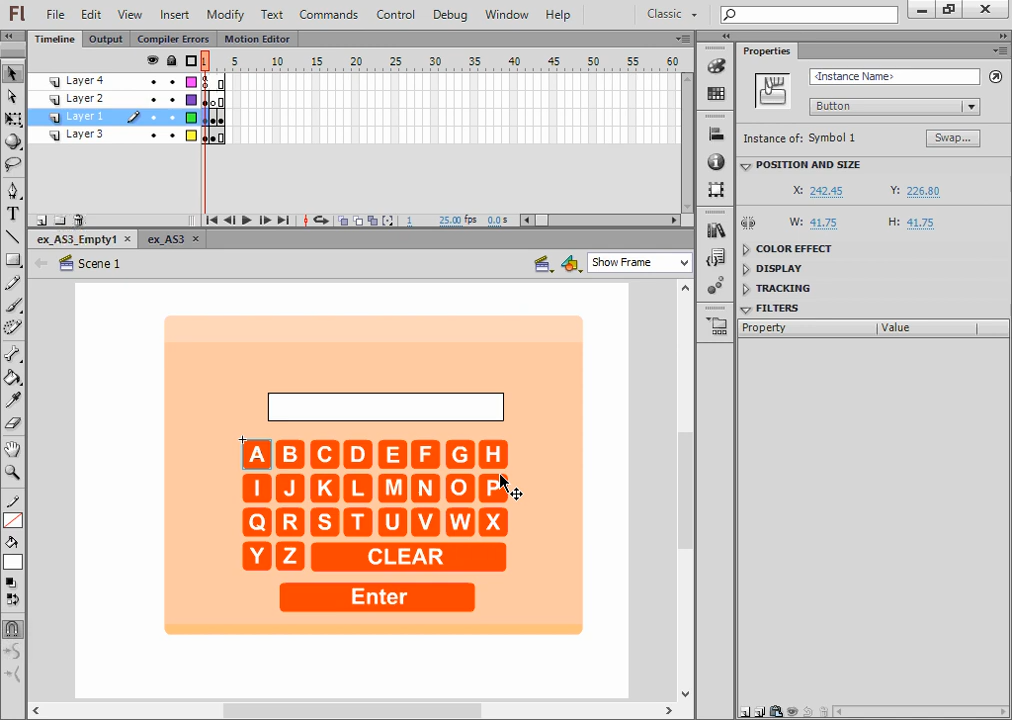 Fl File Edit View Insert Modify Text Commands Control Debug Window Help Classic
Timeline Output Compiler Errors Motion Editor
1 5 10 15 20 25 30 35 40 45 50 55 60
Layer 4
Layer 2
Layer 1
Layer 3
1 25.00 fps 0.0 s
ex_AS3_Empty1 × ex_AS3 ×
Scene 1 Show Frame
A B C D E F G H
I J K L M N O P
Q R S T U V W X
Y Z CLEAR
Enter
Properties
<Instance Name>
Button
Instance of: Symbol 1 Swap...
POSITION AND SIZE
X: 242.45 Y: 226.80
W: 41.75 H: 41.75
COLOR EFFECT
DISPLAY
TRACKING
FILTERS
Property Value